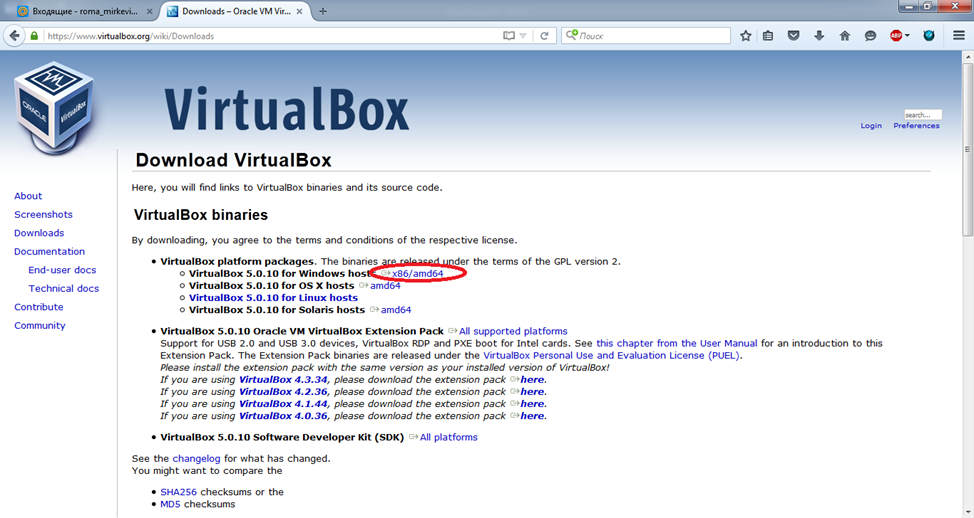 Входящие - roma_mirkevi...
Downloads – Oracle VM Vir...
https://www.virtualbox.org/wiki/Downloads
Поиск
ABP
VM
ORACLE
VirtualBox
VirtualBox
search...
Login Preferences
Download VirtualBox
Here, you will find links to VirtualBox binaries and its source code.
About
Screenshots
Downloads
Documentation
End-user docs
Technical docs
Contribute
Community
VirtualBox binaries
By downloading, you agree to the terms and conditions of the respective license.
• VirtualBox platform packages. The binaries are released under the terms of the GPL version 2.
o VirtualBox 5.0.10 for Windows hosts x86/amd64
o VirtualBox 5.0.10 for OS X hosts amd64
o VirtualBox 5.0.10 for Linux hosts
o VirtualBox 5.0.10 for Solaris hosts amd64
• VirtualBox 5.0.10 Oracle VM VirtualBox Extension Pack All supported platforms
Support for USB 2.0 and USB 3.0 devices, VirtualBox RDP and PXE boot for Intel cards. See this chapter from the User Manual for an introduction to this
Extension Pack. The Extension Pack binaries are released under the VirtualBox Personal Use and Evaluation License (PUEL).
Please install the extension pack with the same version as your installed version of VirtualBox!
If you are using VirtualBox 4.3.34, please download the extension pack here.
If you are using VirtualBox 4.2.36, please download the extension pack here.
If you are using VirtualBox 4.1.44, please download the extension pack here.
If you are using VirtualBox 4.0.36, please download the extension pack here.
• VirtualBox 5.0.10 Software Developer Kit (SDK) All platforms
See the changelog for what has changed.
You might want to compare the
• SHA256 checksums or the
• MD5 checksums